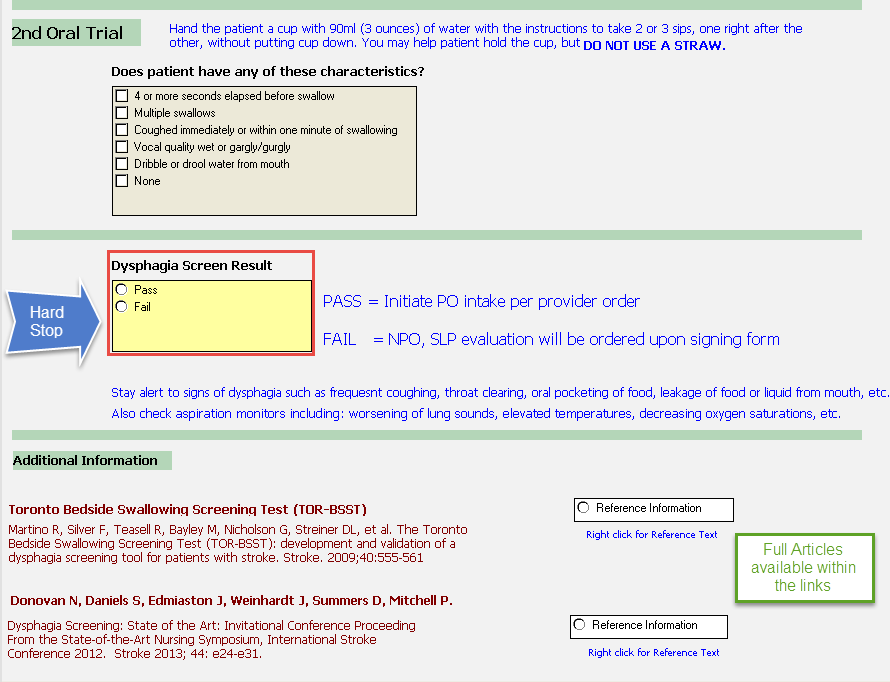 2nd Oral Trial
Hand the patient a cup with 90ml (3 ounces) of water with the instructions to take 2 or 3 sips, one right after the
other, without putting cup down. You may help patient hold the cup, but DO NOT USE A STRAW.
Does patient have any of these characteristics?
4 or more seconds elapsed before swallow
Multiple swallows
Coughed immediately or within one minute of swallowing
Vocal quality wet or gargly/gurgly
Dribble or drool water from mouth
None
Dysphagia Screen Result
Pass
Fail
Hard
Stop
PASS = Initiate PO intake per provider order
FAIL = NPO, SLP evaluation will be ordered upon signing form
Stay alert to signs of dysphagia such as frequesnt coughing, throat clearing, oral pocketing of food, leakage of food or liquid from mouth, etc.
Also check aspiration monitors including: worsening of lung sounds, elevated temperatures, decreasing oxygen saturations, etc.
Additional Information
Toronto Bedside Swallowing Screening Test (TOR-BSST)
Martino R, Silver F, Teasell R, Bayley M, Nicholson G, Streiner DL, et al. The Toronto
Bedside Swallowing Screening Test (TOR-BSST): development and validation of a
dysphagia screening tool for patients with stroke. Stroke. 2009;40:555-561
Reference Information
Right click for Reference Text
Full Articles
available within
the links
Donovan N, Daniels S, Edmiaston J, Weinhardt J, Summers D, Mitchell P.
Dysphagia Screening: State of the Art: Invitational Conference Proceeding
From the State-of-the-Art Nursing Symposium, International Stroke
Conference 2012. Stroke 2013; 44: e24-e31.
Reference Information
Right click for Reference Text